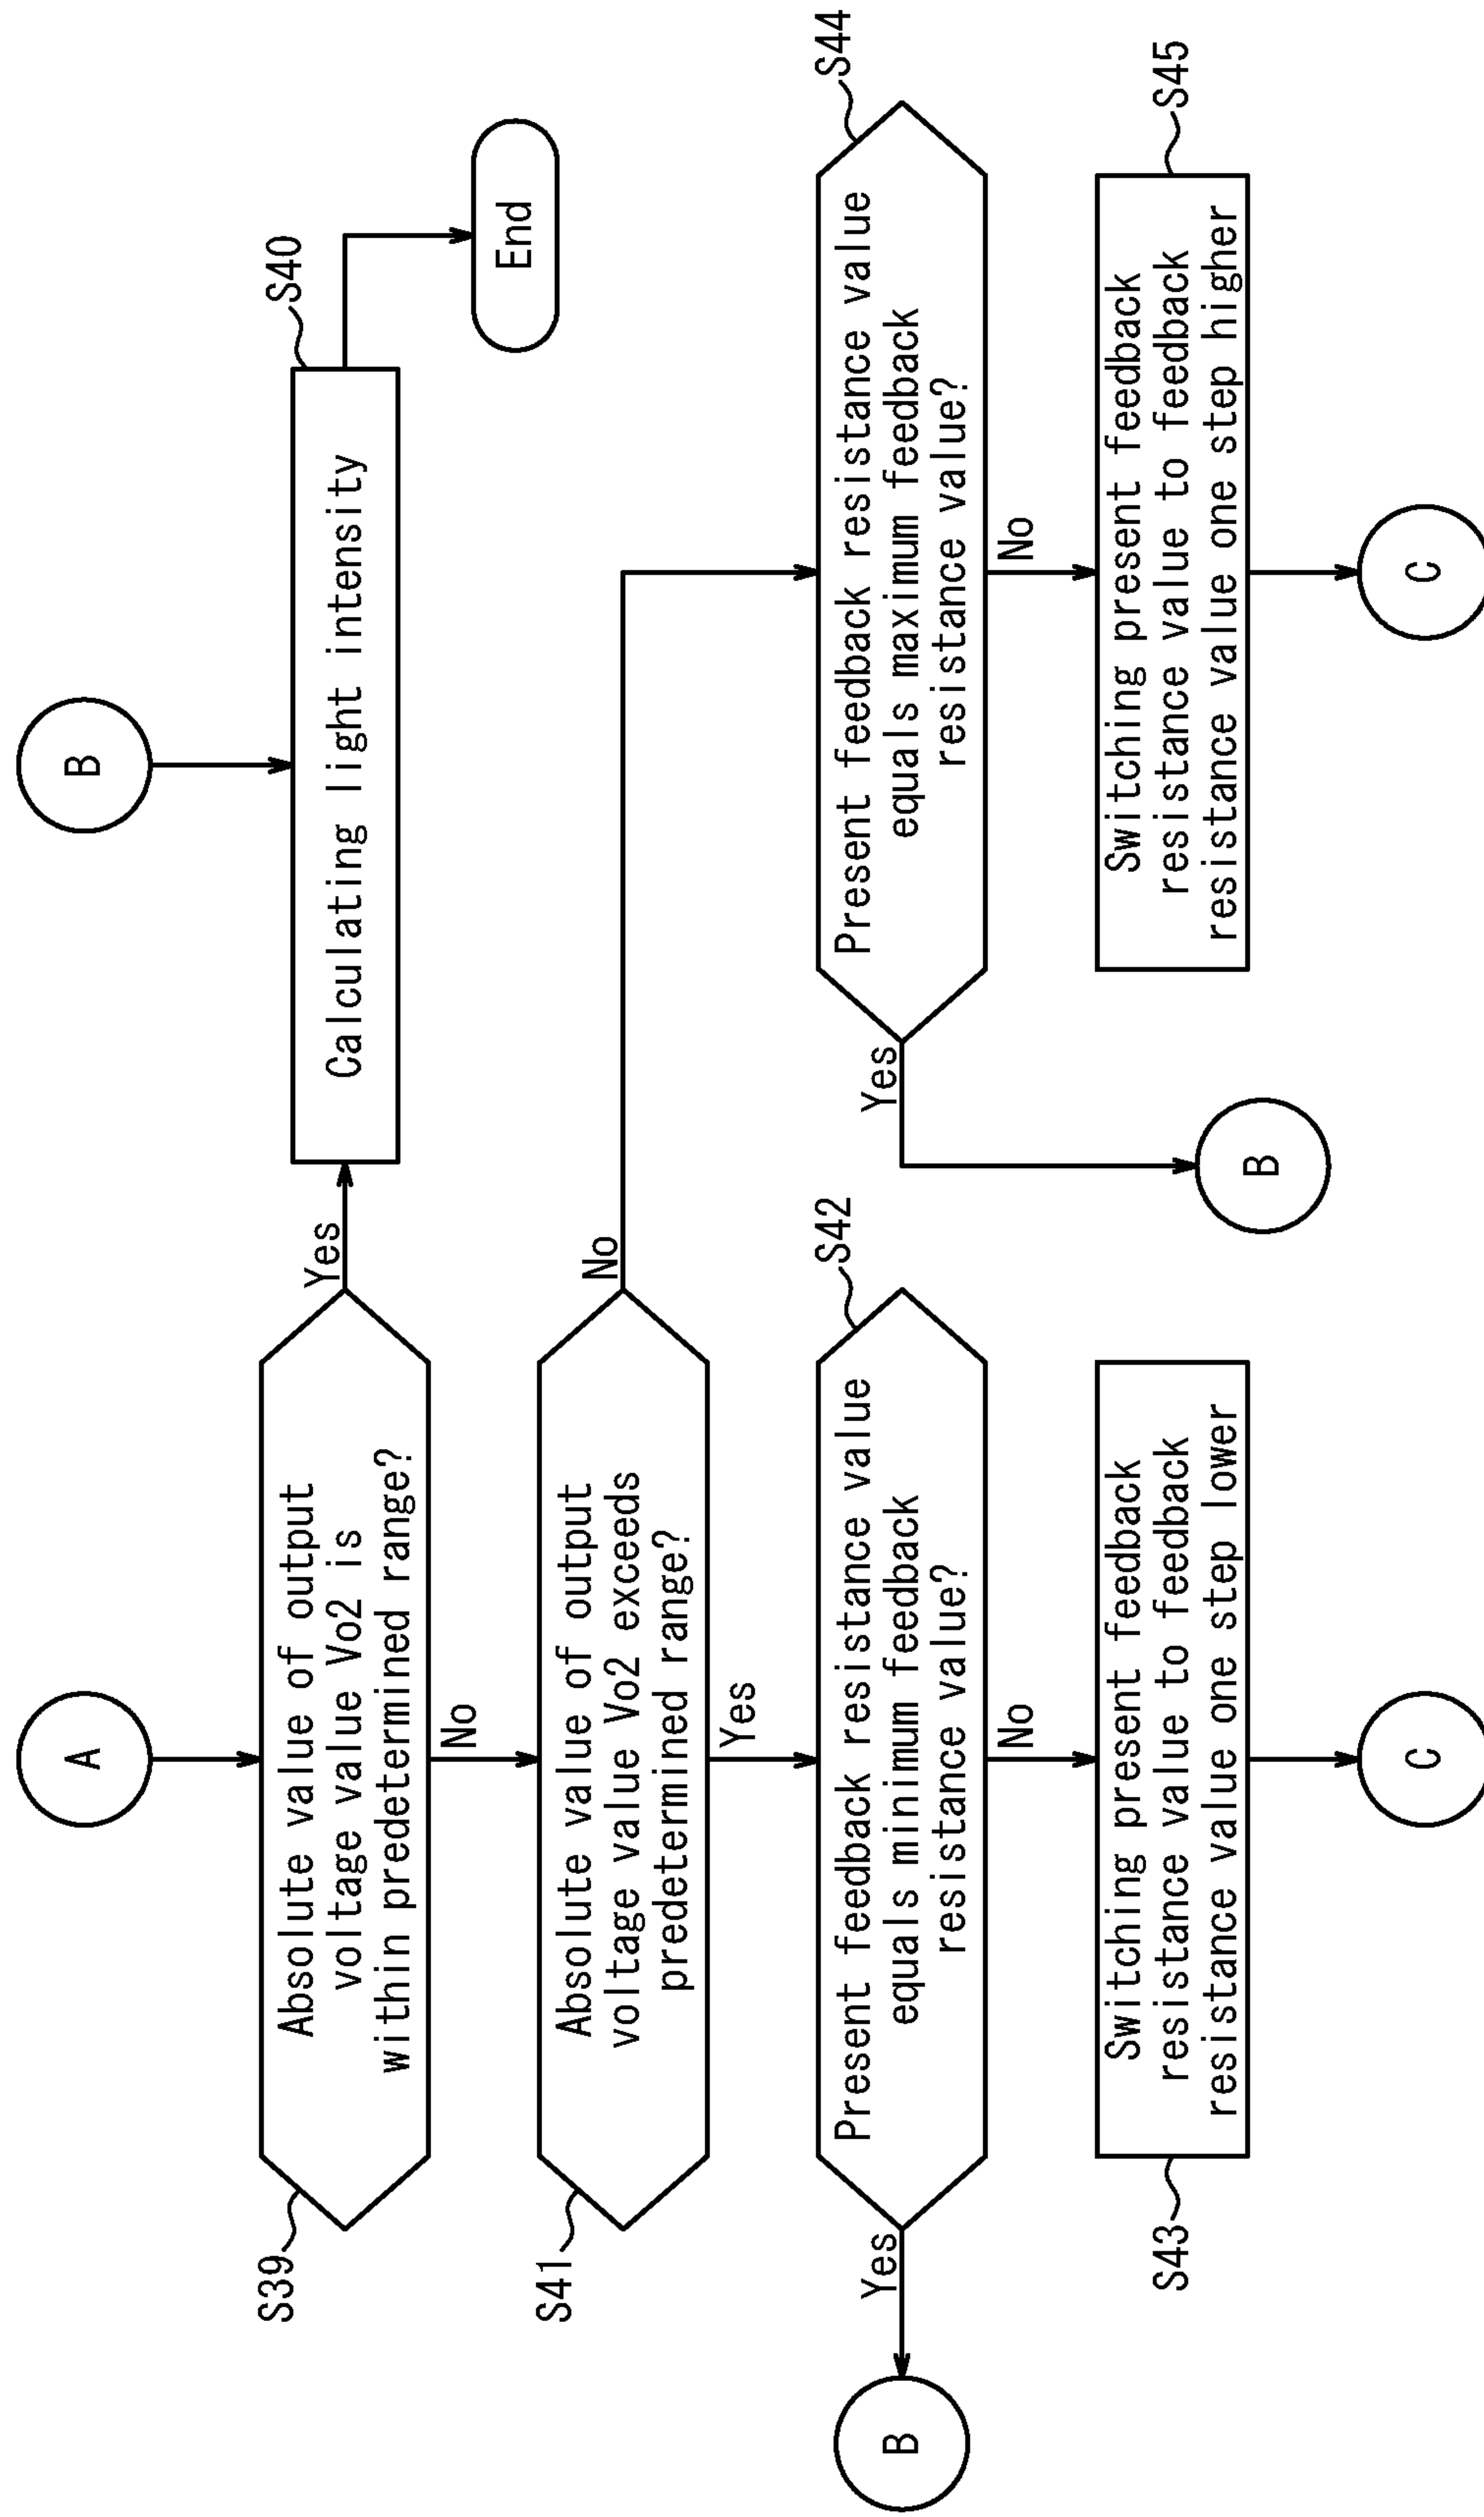 A
B
S39
Absolute value of output
voltage value Vo2 is
within predetermined range?
Yes
S40
Calculating light intensity
End
No
S41
Absolute value of output
voltage value Vo2 exceeds
predetermined range?
No
Yes
B
Yes
S42
Present feedback resistance value
equals minimum feedback
resistance value?
Yes
S44
Present feedback resistance value
equals maximum feedback
resistance value?
No
No
S43
Switching present feedback
resistance value to feedback
resistance value one step lower
B
S45
Switching present feedback
resistance value to feedback
resistance value one step higher
C
C